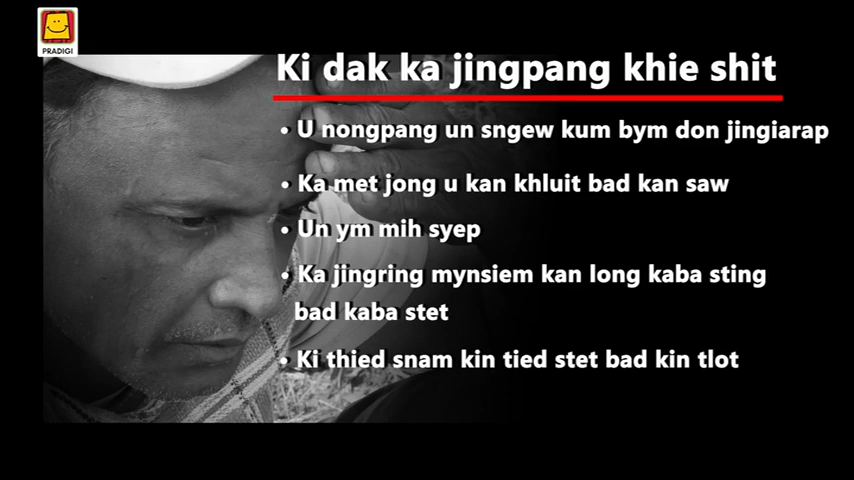 PRADIGI
Ki dak ka jingpang khie shit
• U nongpang un sngew kum bym don jingiarap
• Ka met jong u kan khluit bad kan saw
• Un ym mih syep
• Ka jingring mynsiem kan long kaba sting
bad kaba stet
• Ki thied snam kin tied stet bad kin tlot